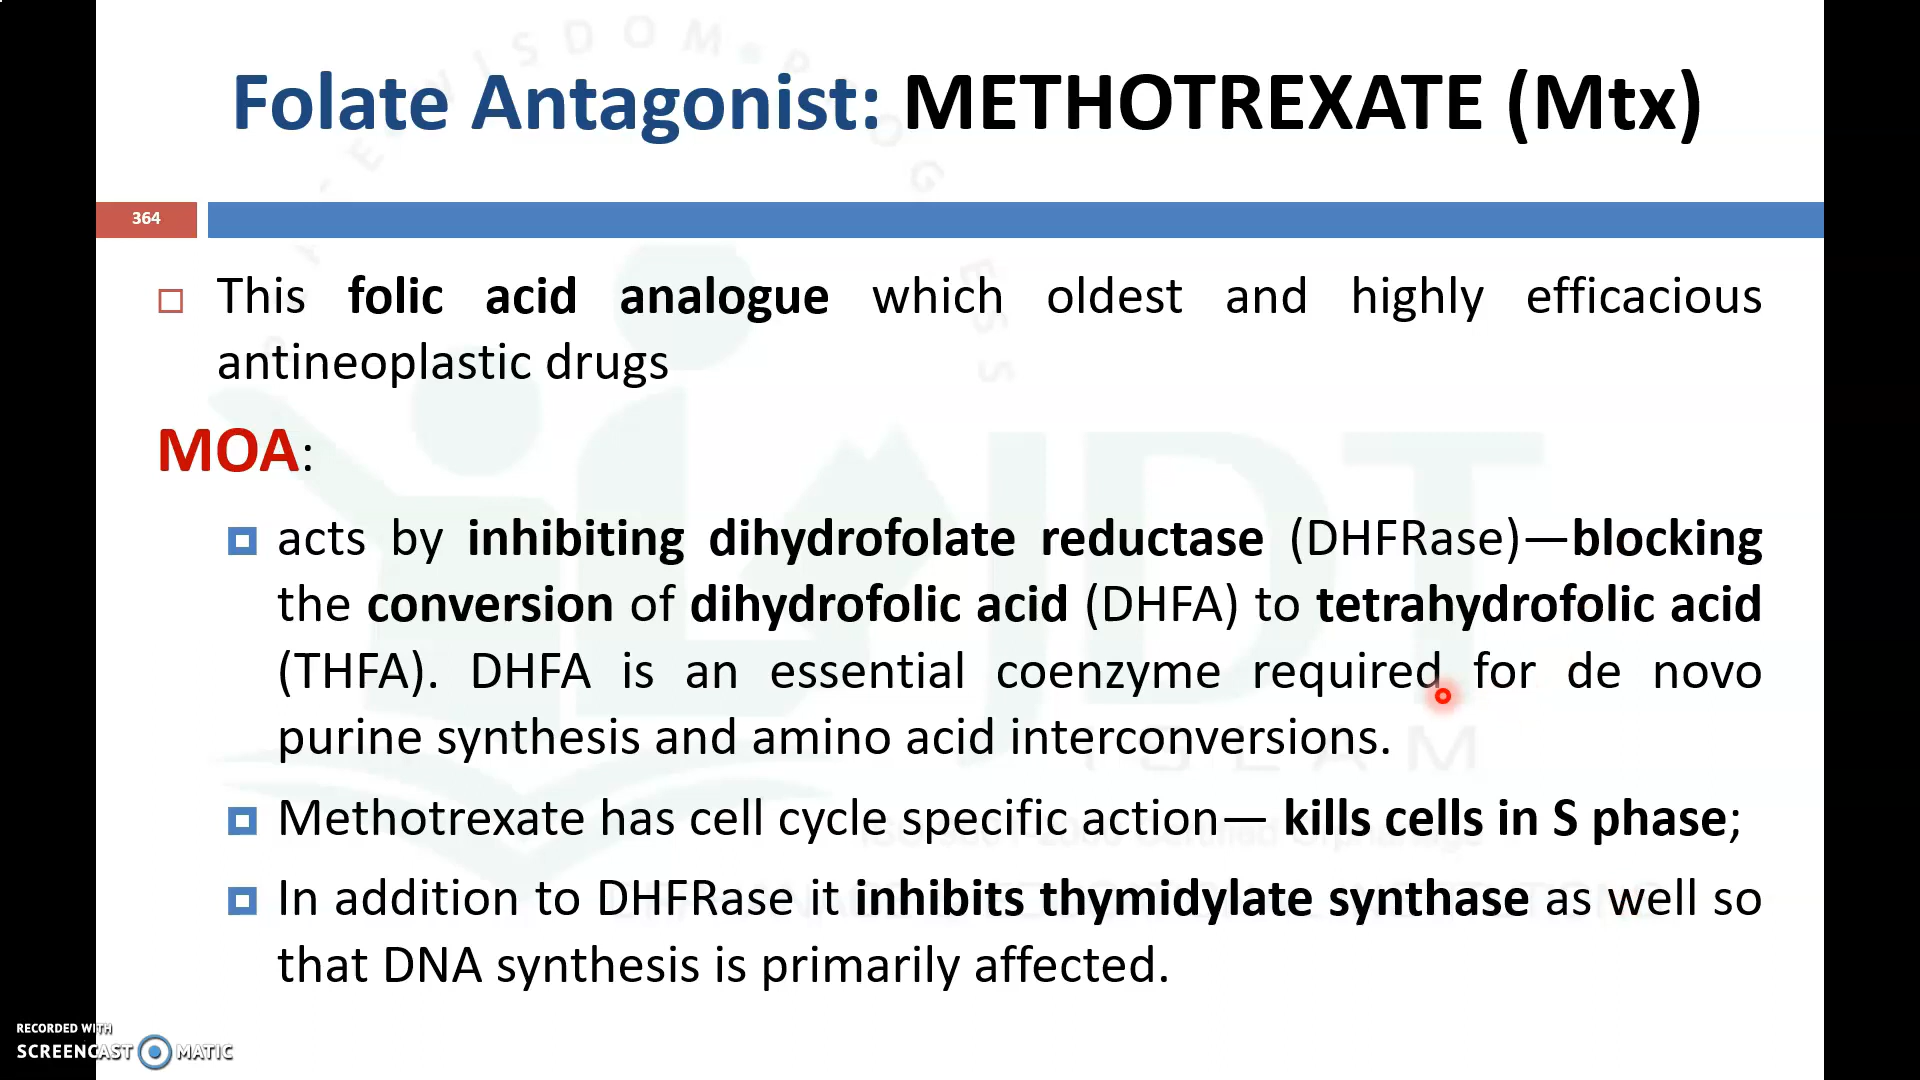 Folate Antagonist: METHOTREXATE (Mtx)
364
This folic acid analogue which oldest and highly efficacious
antineoplastic drugs
MOA:
acts by inhibiting dihydrofolate reductase (DHFRase)—blocking
the conversion of dihydrofolic acid (DHFA) to tetrahydrofolic acid
(THFA). DHFA is an essential coenzyme required for de novo
purine synthesis and amino acid interconversions.
Methotrexate has cell cycle specific action— kills cells in S phase;
In addition to DHFRase it inhibits thymidylate synthase as well so
that DNA synthesis is primarily affected.
JDT
ISLAM
RECORDED WITH
SCREENCAST MATIC